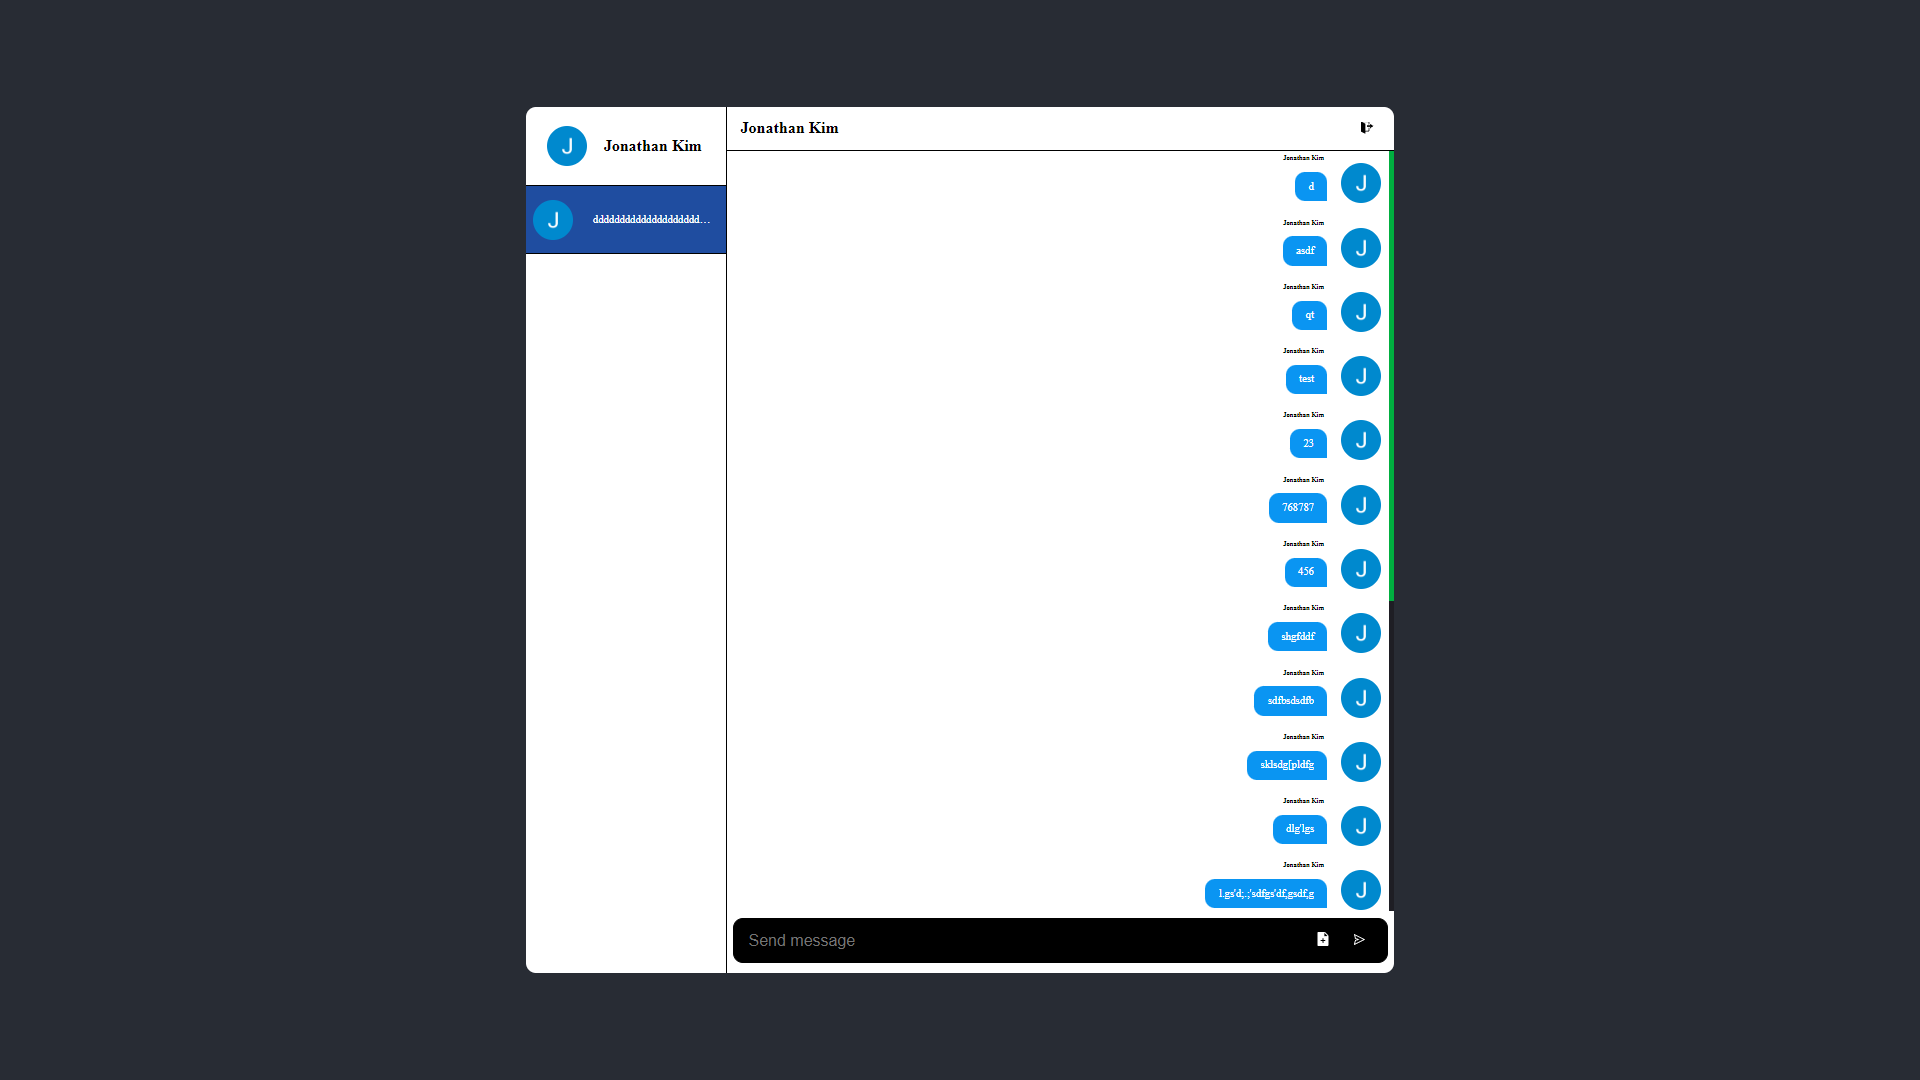 J
Jonathan Kim
J
ddddddddddddddddddd...
Jonathan Kim
Jonathan Kim
d
J
Jonathan Kim
asdf
J
Jonathan Kim
qt
J
Jonathan Kim
test
J
Jonathan Kim
23
J
Jonathan Kim
768787
J
Jonathan Kim
456
J
Jonathan Kim
shgfddf
J
Jonathan Kim
sdfbsdsdfb
J
Jonathan Kim
sklsdg[pldfg
J
Jonathan Kim
dlg'lgs
J
Jonathan Kim
l.gs'd;.;'sdfgs'df,gsdf,g
J
Send message